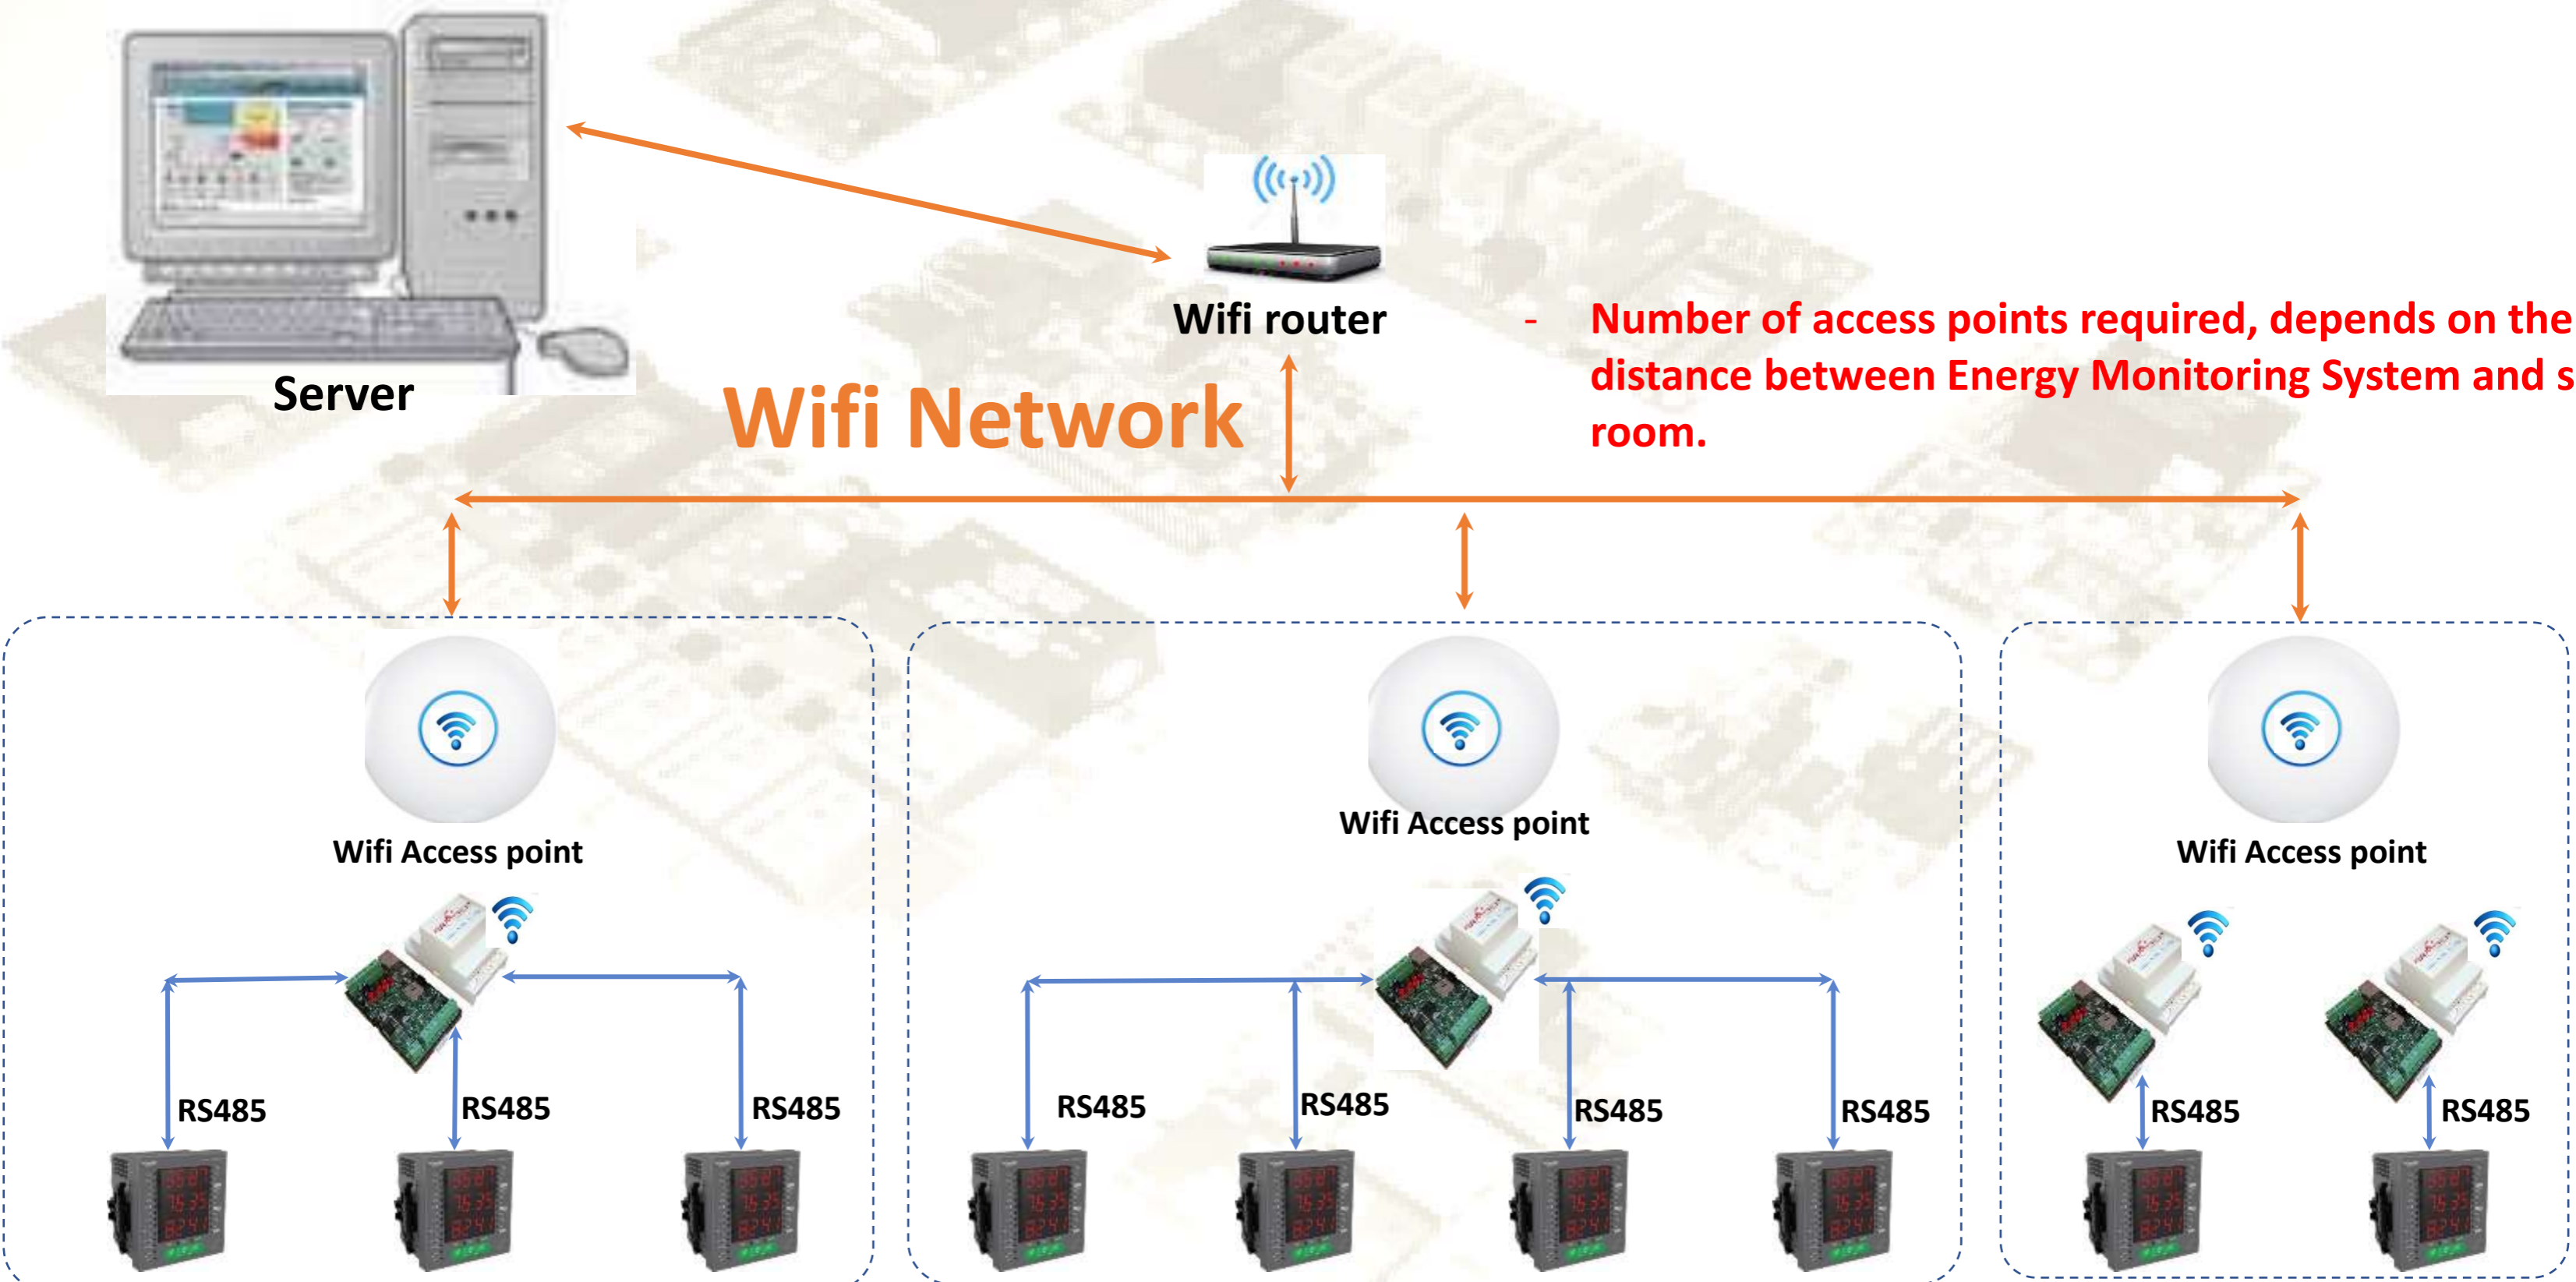 Server
Wifi router
Wifi Network
- Number of access points required, depends on the
distance between Energy Monitoring System and s
room.
Wifi Access point
Wifi Access point
Wifi Access point
RS485
RS485
RS485
RS485
RS485
RS485
RS485
RS485
RS485